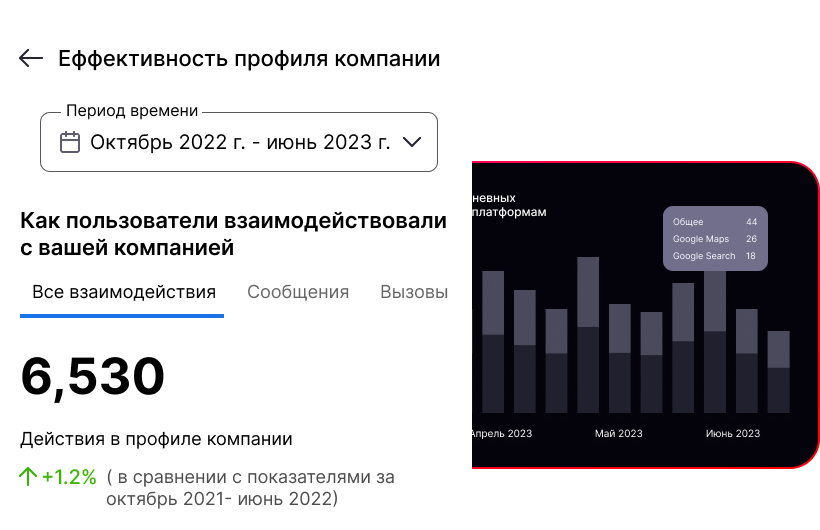 Еффективность профиля компании
Период времени
Октябрь 2022 г. - июнь 2023 г.
Как пользователи взаимодействовали
с вашей компанией
Все взаимодействия Сообщения Вызовы
6,530
Действия в профиле компании
+1.2% ( в сравнении с показателями за
октябрь 2021- июнь 2022)
невных
платформам
Общее 44
Google Maps 26
Google Search 18
Апрель 2023 Май 2023 Июнь 2023